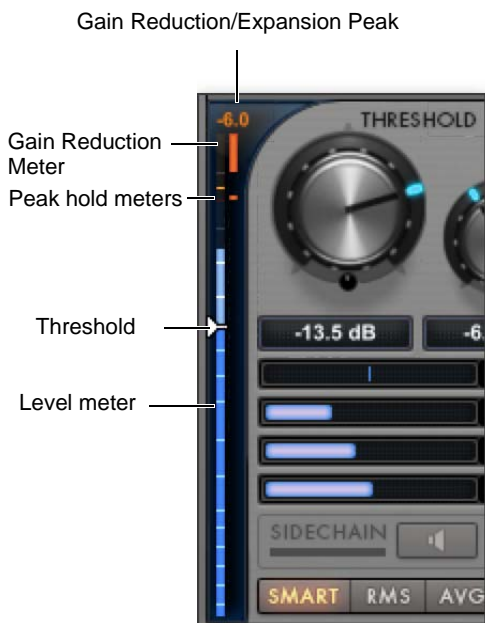 Gain Reduction/Expansion Peak
-6.0
THRESHOLD
Gain Reduction
Meter
Peak hold meters
Threshold
-13.5 dB
-6.
Level meter
SIDECHAIN
SMART
RMS
AVG